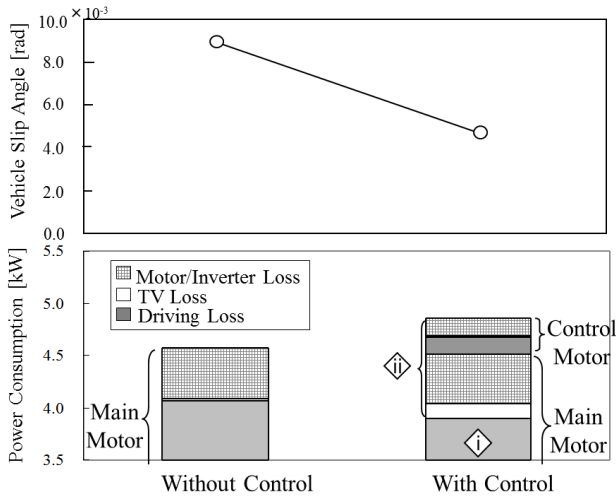 10.0 × 10⁻³
8.0
6.0
4.0
2.0
0.0
Vehicle Slip Angle [rad]
5.5
5.0
4.5
4.0
3.5
Power Consumption [kW]
Motor/Inverter Loss
TV Loss
Driving Loss
Main
Motor
ii
i
Control
Motor
Main
Motor
Without Control
With Control